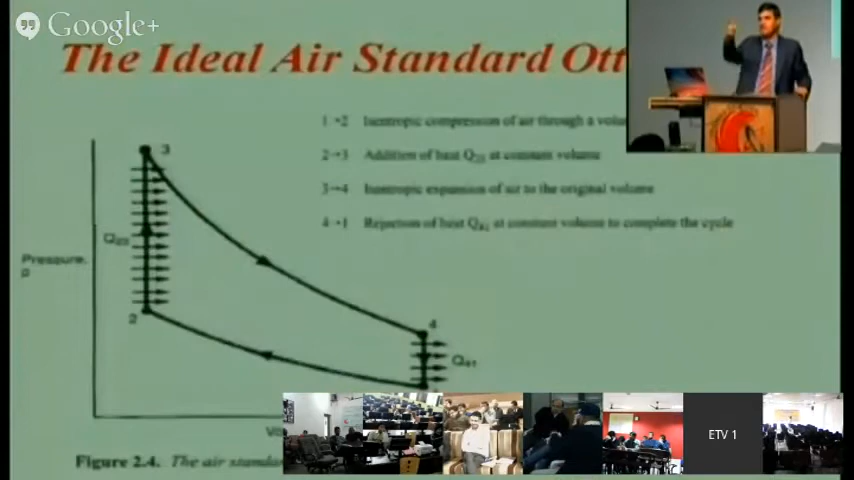 Google+
The Ideal Air Standard Ott
1→2 Isentropic compression of air through a volu
2→3 Addition of heat Q23 at constant volume
3→4 Isentropic expansion of air to the original volume
4→1 Rejection of heat Q41 at constant volume to complete the cycle
3
Q23
Pressure,
p
2
4
Q41
Vo
ETV 1
Figure 2.4. The air standa